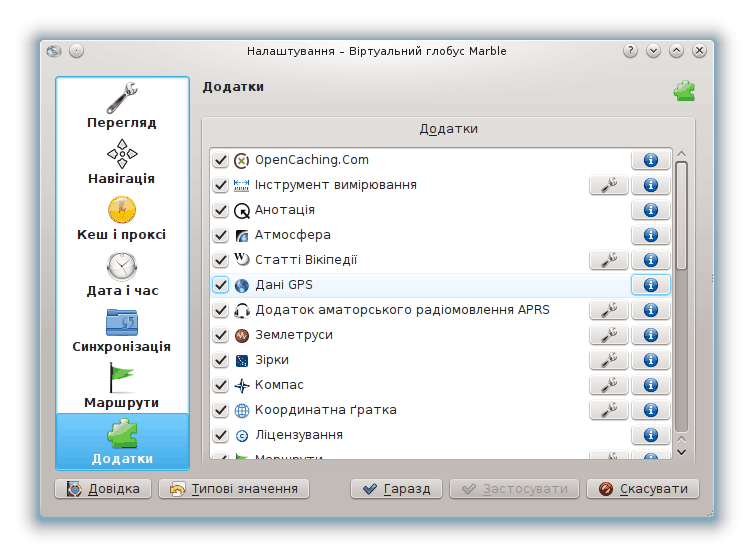 Налаштування – Віртуальний глобус Marble
Перегляд
Навігація
Кеш і проксі
Дата і час
Синхронізація
Маршрути
Додатки
Додатки
Додатки
OpenCaching.Com
Інструмент вимірювання
Анотація
Атмосфера
Статті Вікіпедії
Дані GPS
Додаток аматорського радіомовлення APRS
Землетруси
Зірки
Компас
Координатна ґратка
Ліцензування
Маршрути
Довідка
Типові значення
Гаразд
Застосувати
Скасувати